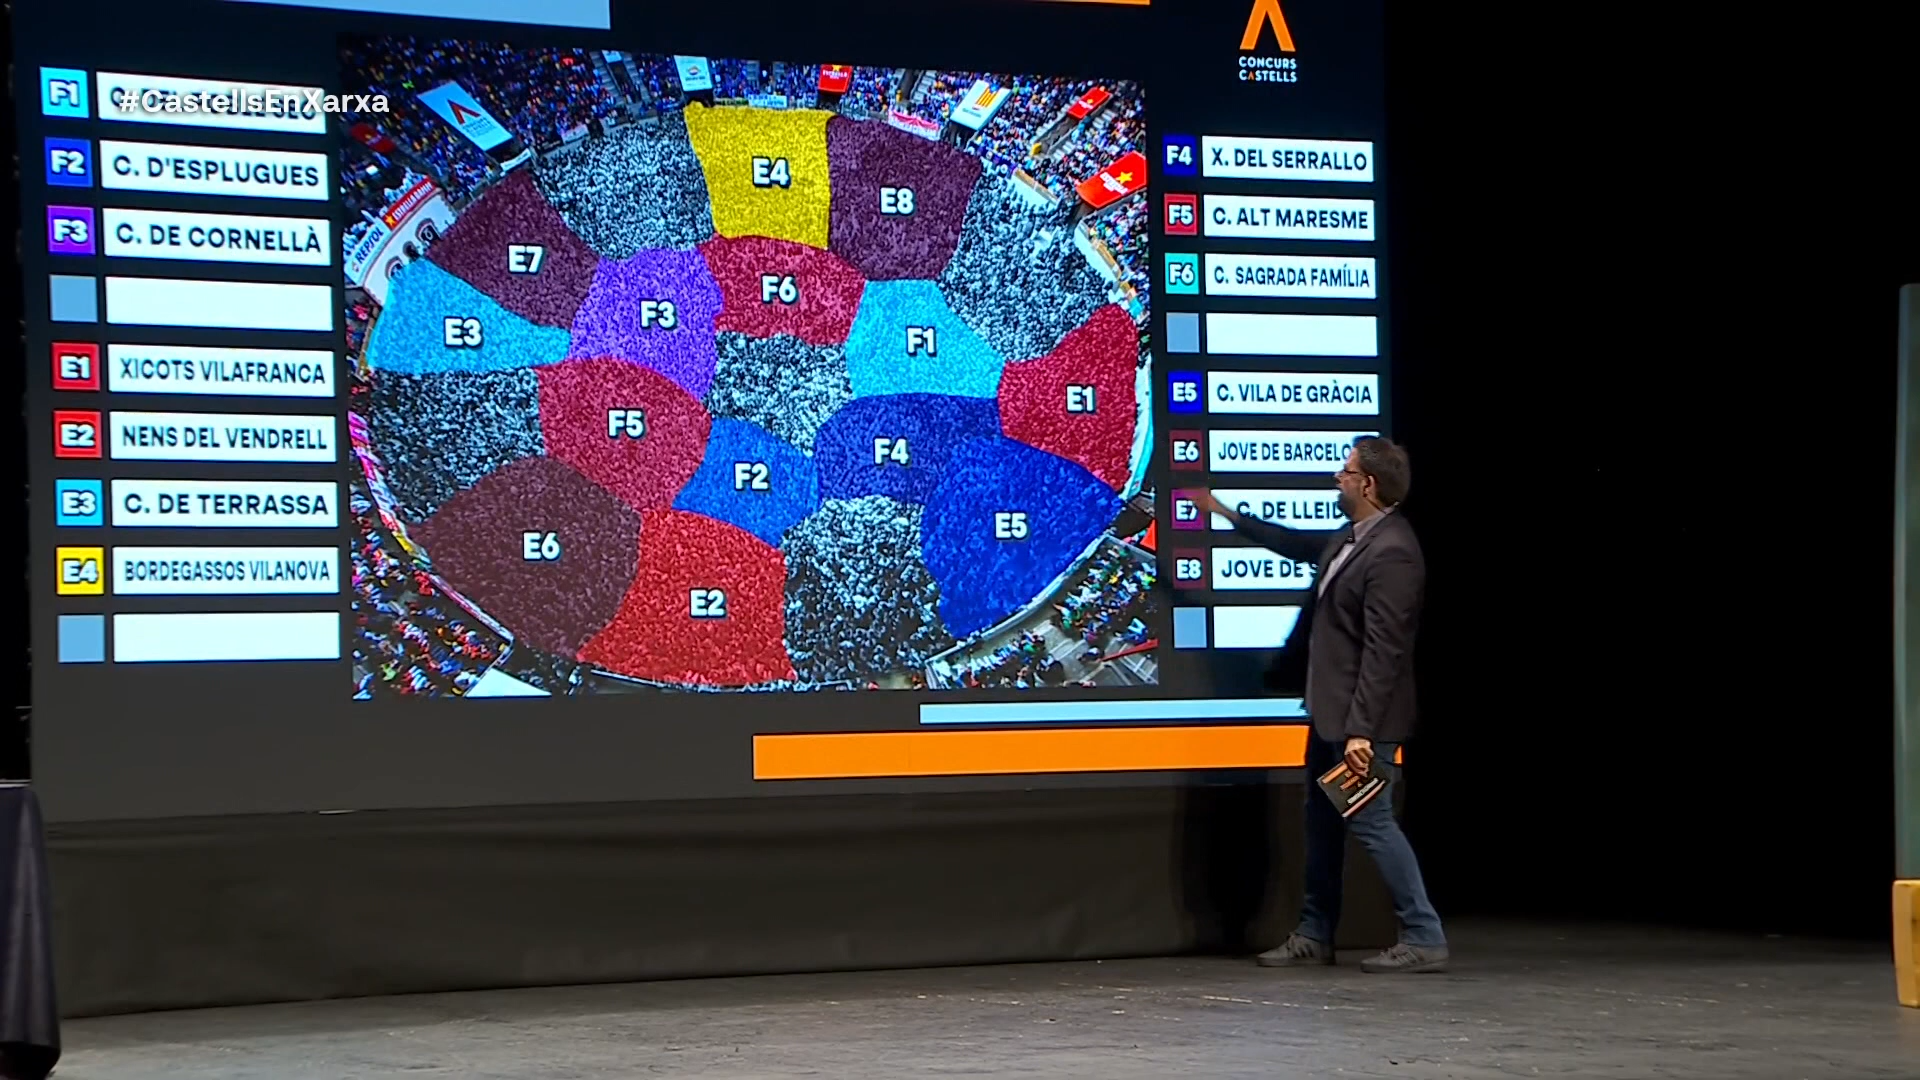 CONCURS
CASTELLS
#CastellsEnXarxa
F1
F2 C. D'ESPLUGUES
F3 C. DE CORNELLÀ
E1 XICOTS VILAFRANCA
E2 NENS DEL VENDRELL
E3 C. DE TERRASSA
E4 BORDEGASSOS VILANOVA
REPSOL
CONCURS
E4
E8
E7
F6
F3
E3
F1
E1
F5
F4
F2
E5
E6
E2
F4 X. DEL SERRALLO
F5 C. ALT MARESME
F6 C. SAGRADA FAMÍLIA
E5 C. VILA DE GRÀCIA
E6 JOVE DE BARCELO
E7 C. DE LLEID
E8 JOVE DE